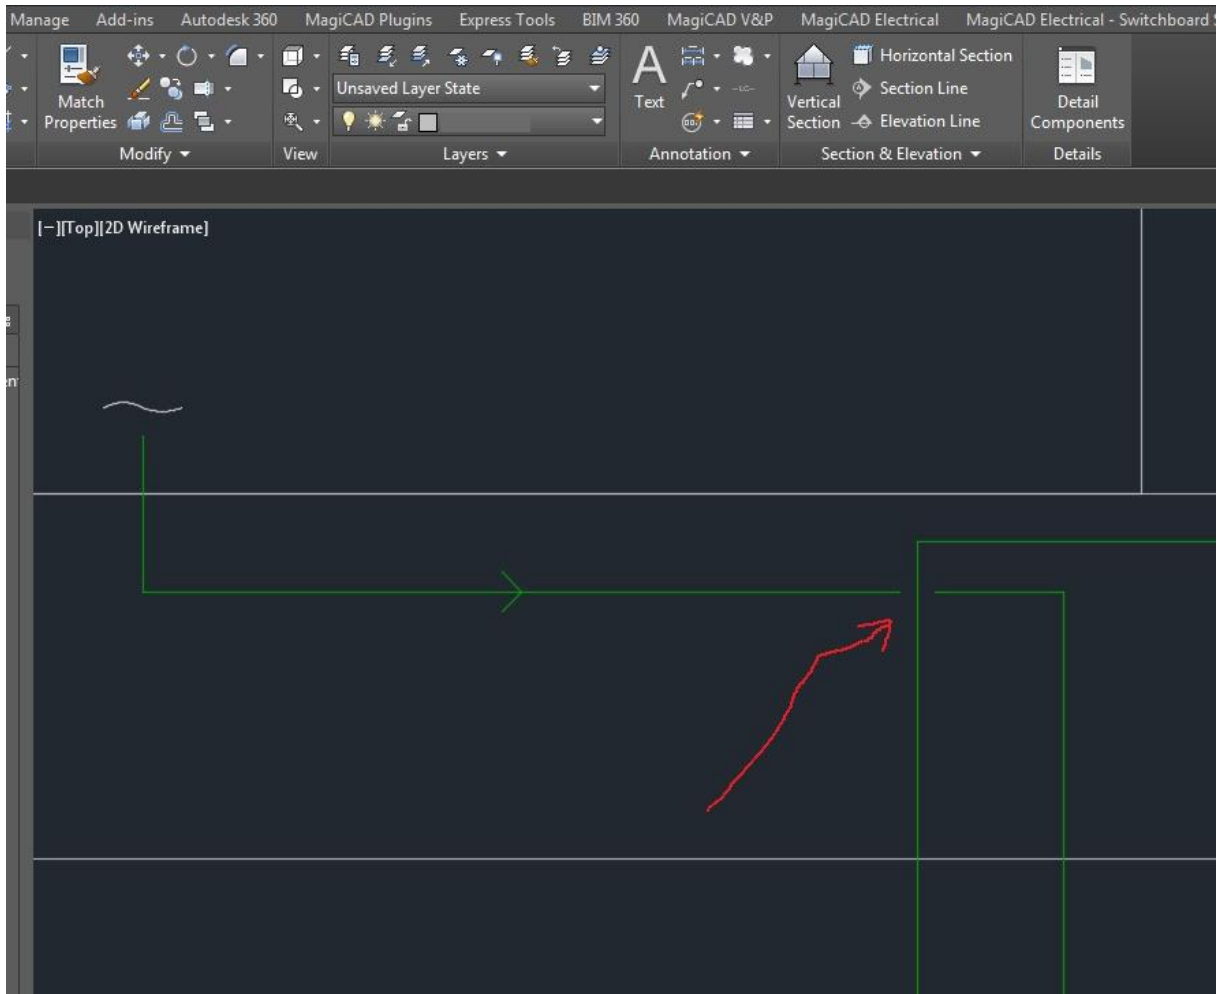 Manage Add-ins Autodesk 360 MagiCAD Plugins Express Tools BIM 360 MagiCAD V&P MagiCAD Electrical MagiCAD Electrical - Switchboard S
Match
Properties
Unsaved Layer State
A
Text
Vertical
Section
Horizontal Section
Section Line
Elevation Line
Detail
Components
Modify View Layers Annotation Section & Elevation Details
[−][Top][2D Wireframe]
en